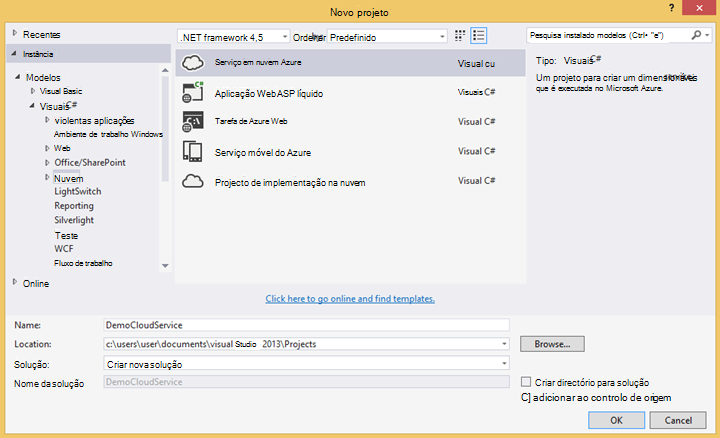 Novo projeto
Recentes
Instância
Modelos
Visual Basic
Visuais C#
violentas aplicações
Ambiente de trabalho Windows
Web
Office/SharePoint
Nuvem
LightSwitch
Reporting
Silverlight
Teste
WCF
Fluxo de trabalho
Online
.NET framework 4,5
Predefinido
Serviço em nuvem Azure Visual cu
Aplicação Web ASP líquido Visuais C#
Tarefa de Azure Web Visual C#
Serviço móvel do Azure Visual C#
Projecto de implementação na nuvem Visual C#
Click here to go online and find templates.
Pesquisa instalado modelos (Ctrl+ "e")
Tipo: Visuais C#
Um projeto para criar um
que é executada no Microsoft Azure.
Name: DemoCloudService
Location: c:\users\user\documents\visual Studio 2013\Projects
Browse...
Solução: Criar nova solução
Nome da solução DemoCloudService
Criar directório para solução
C] adicionar ao controlo de origem
OK
Cancel